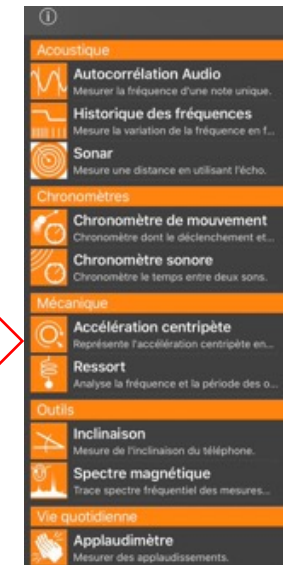 Acoustique
Autocorrélation Audio
Mesurer la fréquence d'une note unique.
Historique des fréquences
Mesure la variation de la fréquence en f...
Sonar
Mesure une distance en utilisant l'écho.
Chronomètres
Chronomètre de mouvement
Chronomètre dont le déclenchement et...
Chronomètre sonore
Chronomètre le temps entre deux sons.
Mécanique
Accélération centripète
Représente l'accélération centripète en...
Ressort
Analyse la fréquence et la période des o...
Outils
Inclinaison
Mesure de l'inclinaison du téléphone.
Spectre magnétique
Trace spectre fréquentiel des mesures...
Vie quotidienne
Applaudimètre
Mesurer des applaudissements.